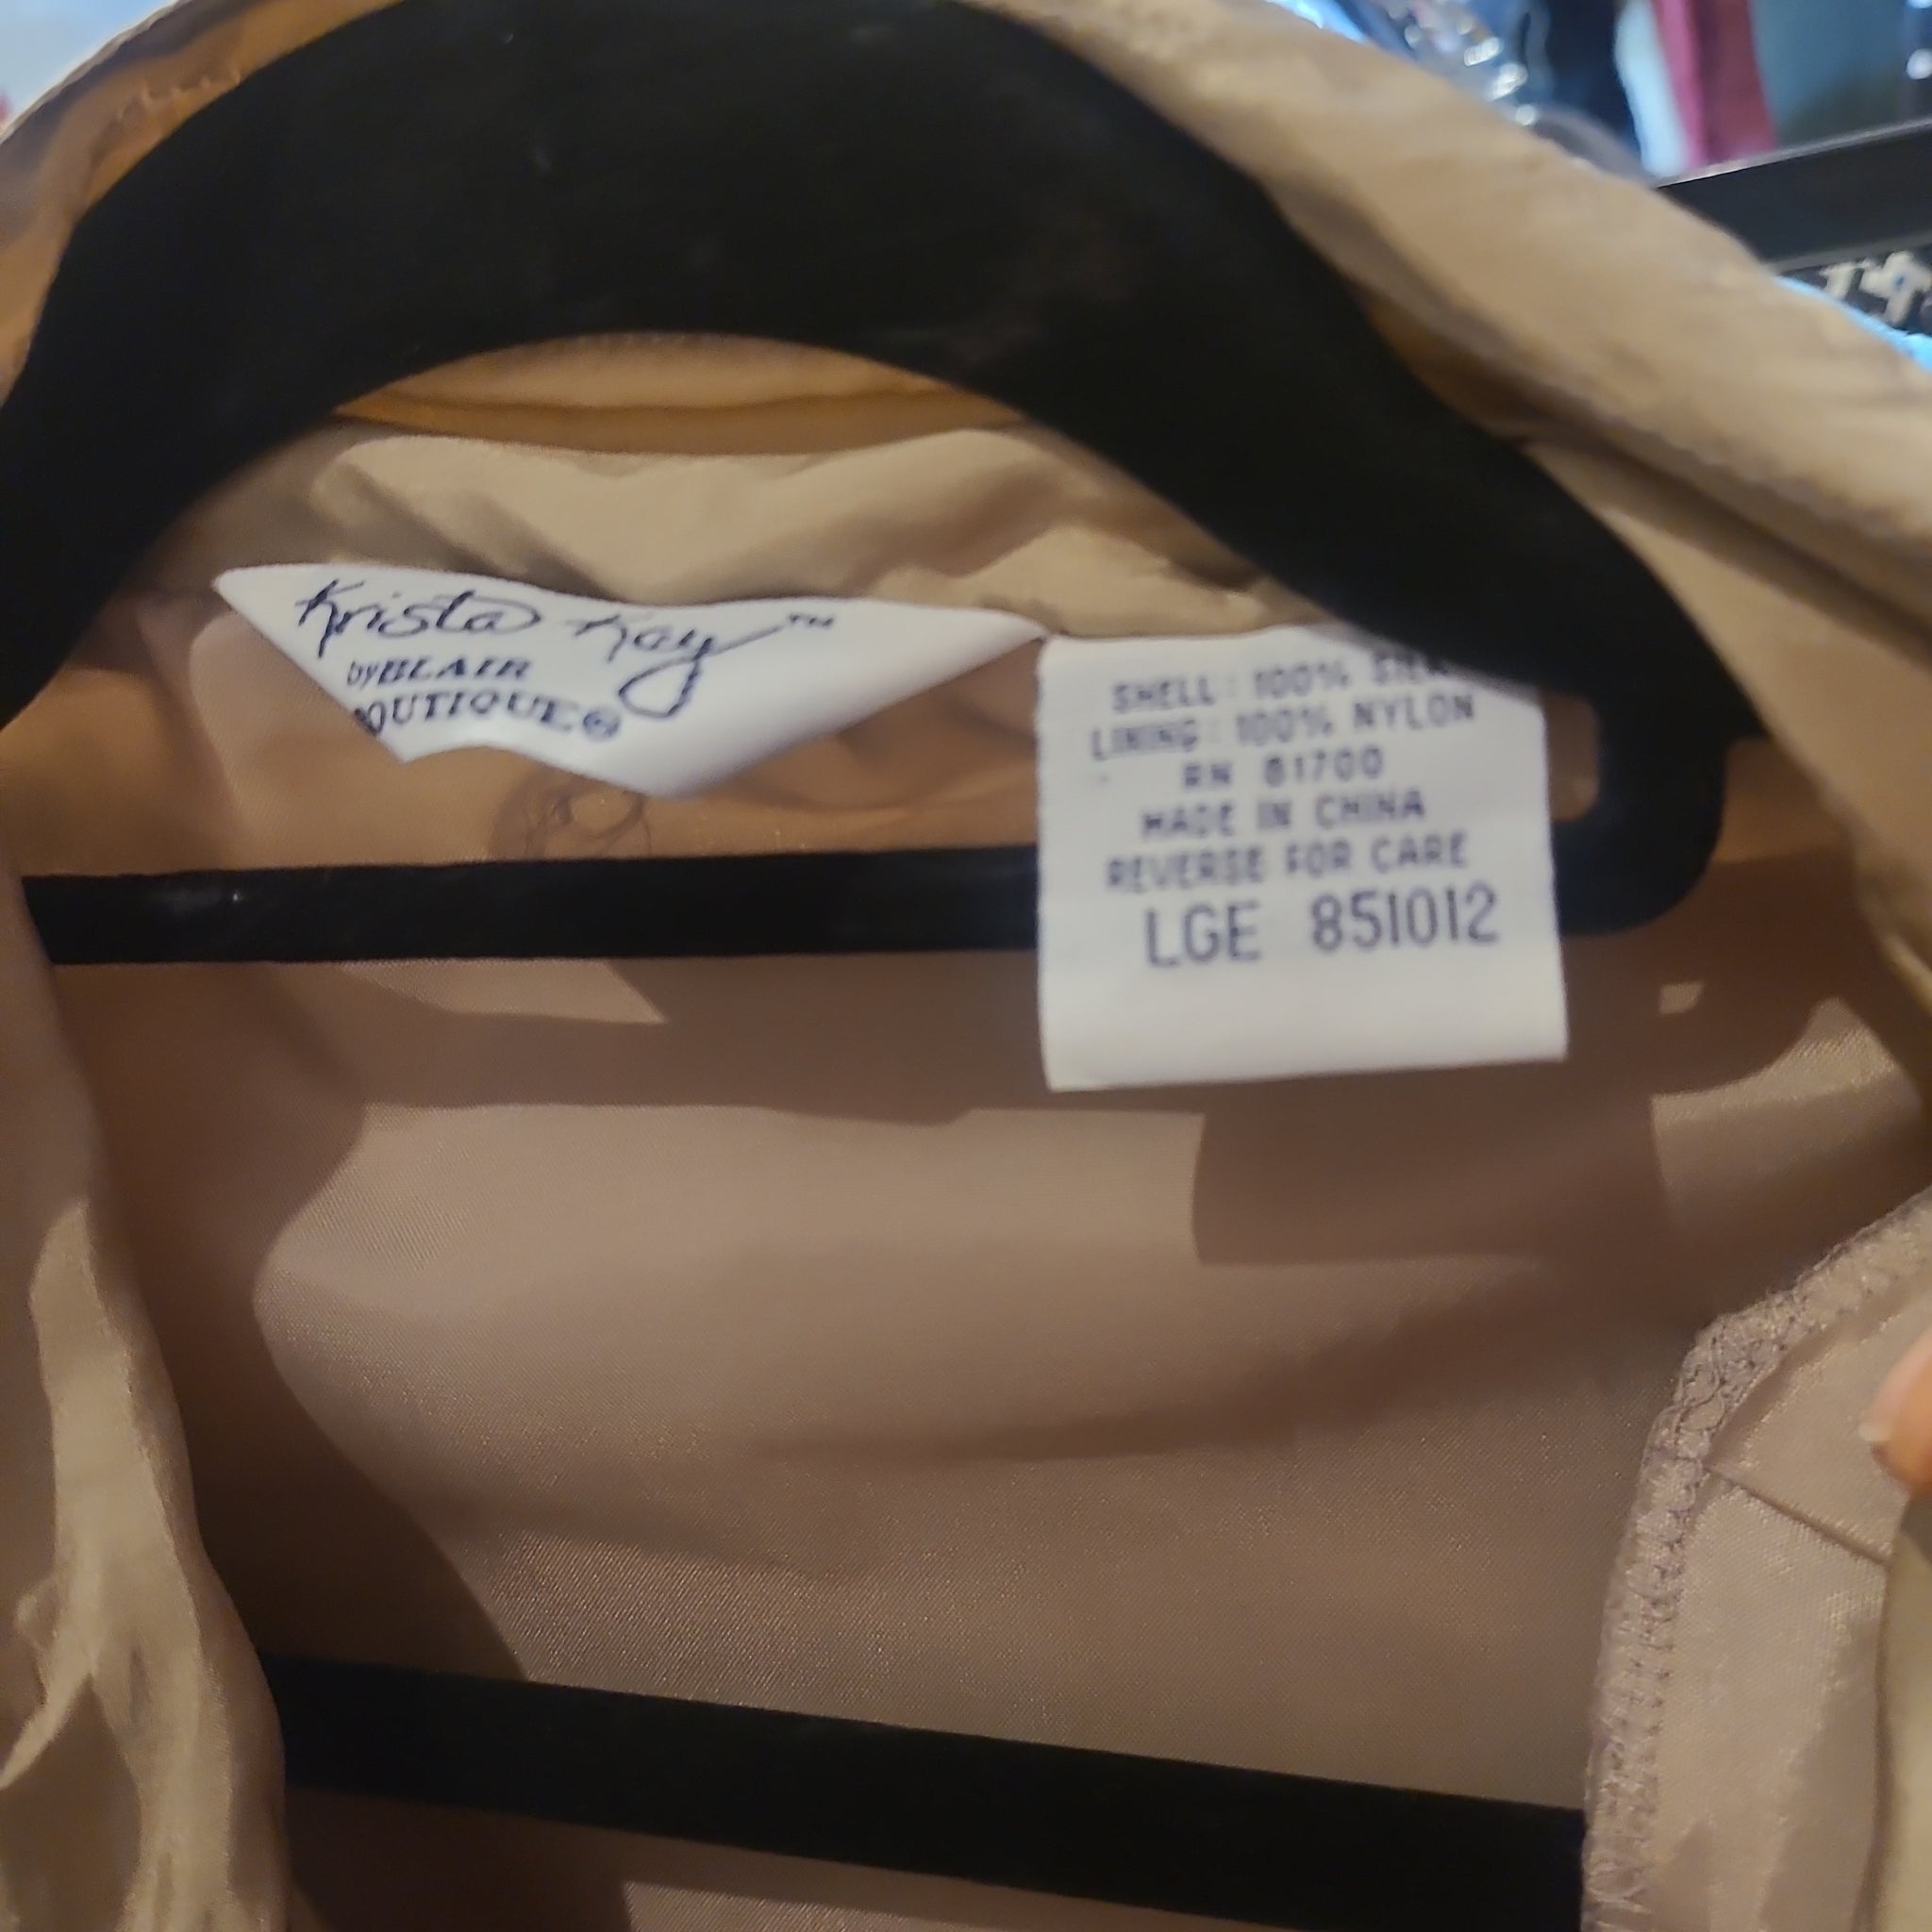 Krista Kay™
by BLAIR
OUTIQUE®
SHELL: 100%
LINING: 100% NYLON
RN 81700
MADE IN CHINA
REVERSE FOR CARE
LGE 851012